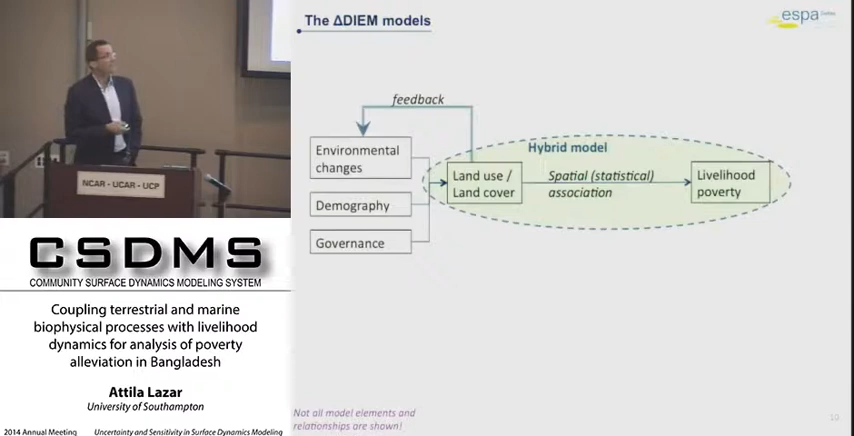 The ΔDIEM models
espa
feedback
Environmental
changes
Demography
Governance
Hybrid model
Land use /
Land cover
Spatial (statistical)
association
Livelihood
poverty
Not all model elements and
relationships are shown!
10
NCAR - UCAR - UCP
CSDMS
COMMUNITY SURFACE DYNAMICS MODELING SYSTEM
Coupling terrestrial and marine
biophysical processes with livelihood
dynamics for analysis of poverty
alleviation in Bangladesh
Attila Lazar
University of Southampton
2014 Annual Meeting Uncertainty and Sensitivity in Surface Dynamics Modeling